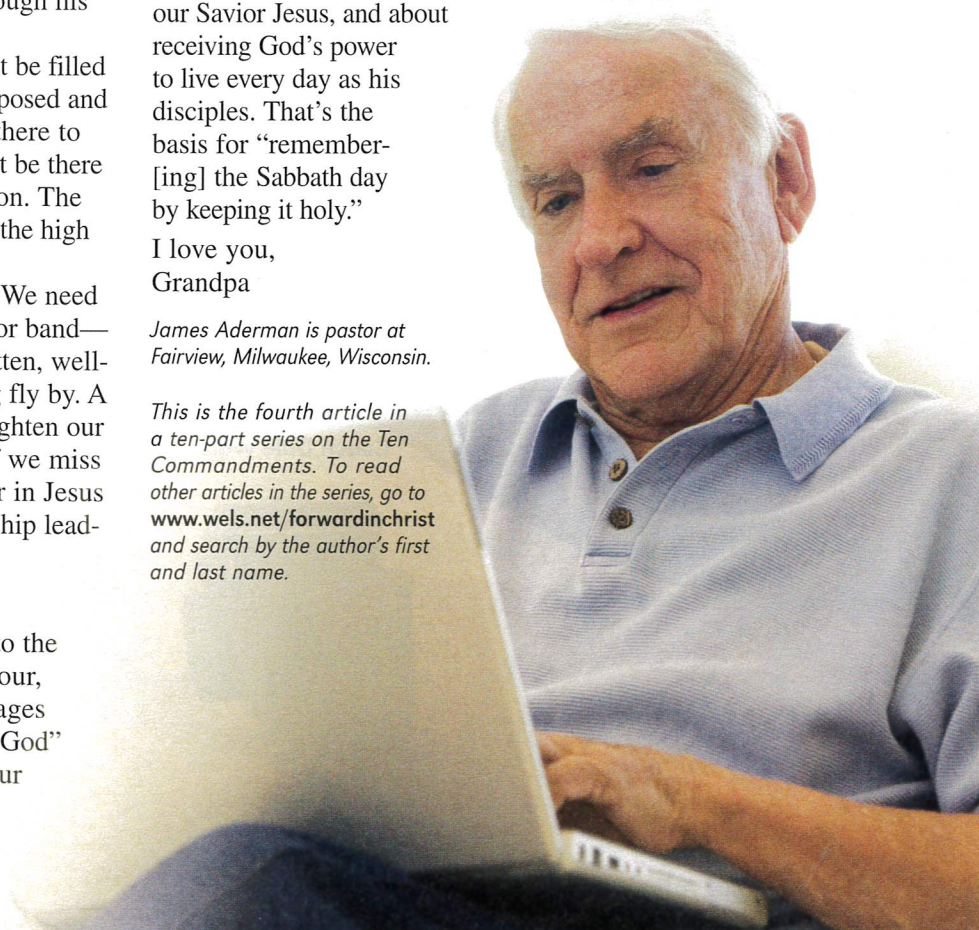 ough his
t be filled
posed and
here to
t be there
on. The
the high
We need
or band—
ten, well-
fly by. A
ghten our
we miss
r in Jesus
hip lead-
o the
our,
ages
God”
ur
our Savior Jesus, and about
receiving God’s power
to live every day as his
disciples. That’s the
basis for “remember-
[ing] the Sabbath day
by keeping it holy.”
I love you,
Grandpa
James Aderman is pastor at
Fairview, Milwaukee, Wisconsin.
This is the fourth article in
a ten-part series on the Ten
Commandments. To read
other articles in the series, go to
www.wels.net/forwardinchrist
and search by the author’s first
and last name.